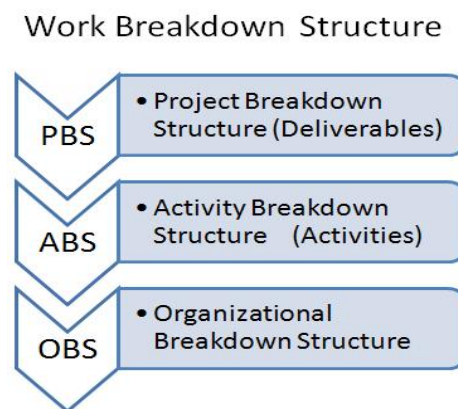 Work Breakdown Structure
PBS
• Project Breakdown
Structure (Deliverables)
ABS
• Activity Breakdown
Structure (Activities)
OBS
• Organizational
Breakdown Structure